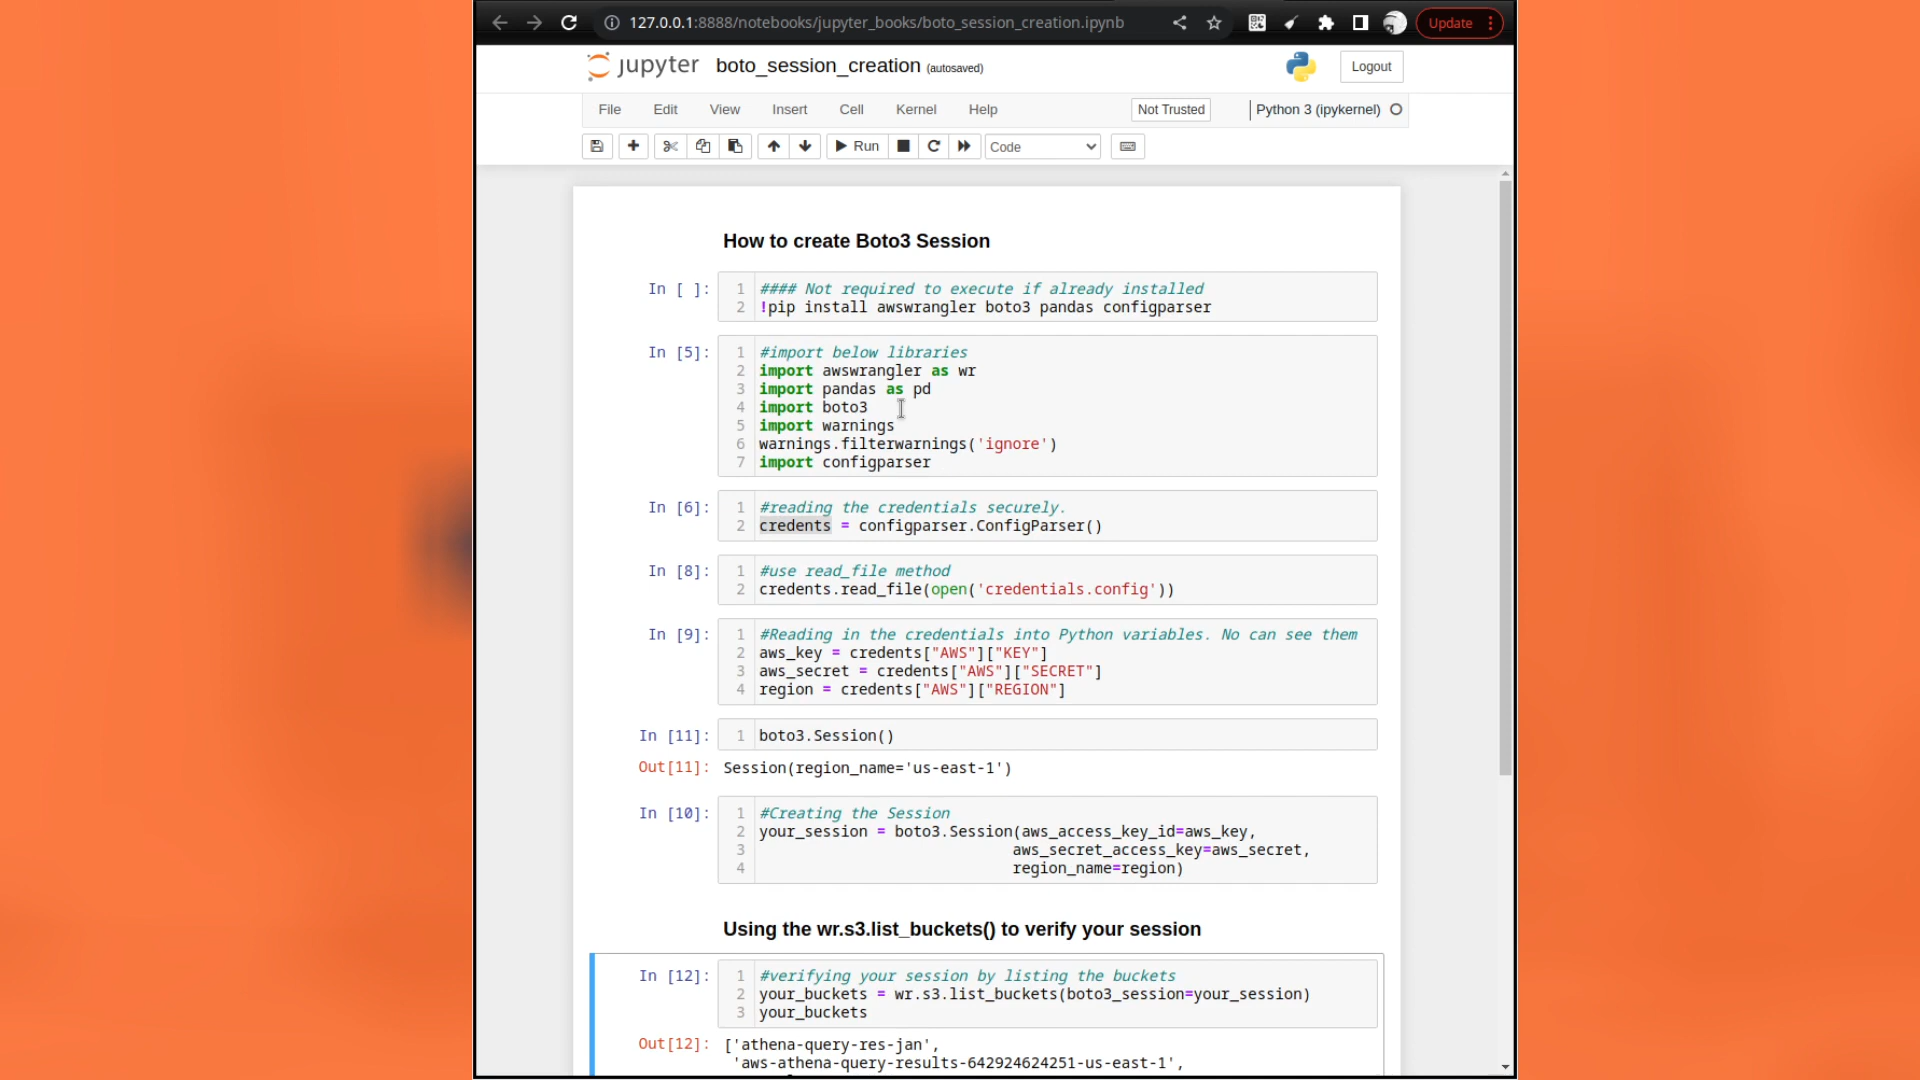 127.0.0.1:8888/notebooks/jupyter_books/boto_session_creation.ipynb
Update
jupyter boto_session_creation (autosaved)
Logout
File Edit View Insert Cell Kernel Help
Not Trusted
Python 3 (ipykernel)
Run
Code
How to create Boto3 Session
In [ ]:
1 #### Not required to execute if already installed
2 !pip install awswrangler boto3 pandas configparser
In [5]:
1 #import below libraries
2 import awswrangler as wr
3 import pandas as pd
4 import boto3
5 import warnings
6 warnings.filterwarnings('ignore')
7 import configparser
In [6]:
1 #reading the credentials securely.
2 credents = configparser.ConfigParser()
In [8]:
1 #use read_file method
2 credents.read_file(open('credentials.config'))
In [9]:
1 #Reading in the credentials into Python variables. No can see them
2 aws_key = credents["AWS"]["KEY"]
3 aws_secret = credents["AWS"]["SECRET"]
4 region = credents["AWS"]["REGION"]
In [11]:
1 boto3.Session()
Out[11]: Session(region_name='us-east-1')
In [10]:
1 #Creating the Session
2 your_session = boto3.Session(aws_access_key_id=aws_key,
3 aws_secret_access_key=aws_secret,
4 region_name=region)
Using the wr.s3.list_buckets() to verify your session
In [12]:
1 #verifying your session by listing the buckets
2 your_buckets = wr.s3.list_buckets(boto3_session=your_session)
3 your_buckets
Out[12]: ['athena-query-res-jan',
'aws-athena-query-results-642924624251-us-east-1',